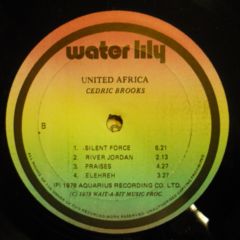 water lily
UNITED AFRICA
CEDRIC BROOKS
B
1. SILENT FORCE 6.21
2. RIVER JORDAN 2.13
3. PRAISES 4.27
4. ELEHREH 3.27
(P) 1978 AQUARIUS RECORDING CO. LTD.
(C) 1978 WAIT-A-BIT MUSIC PROC.